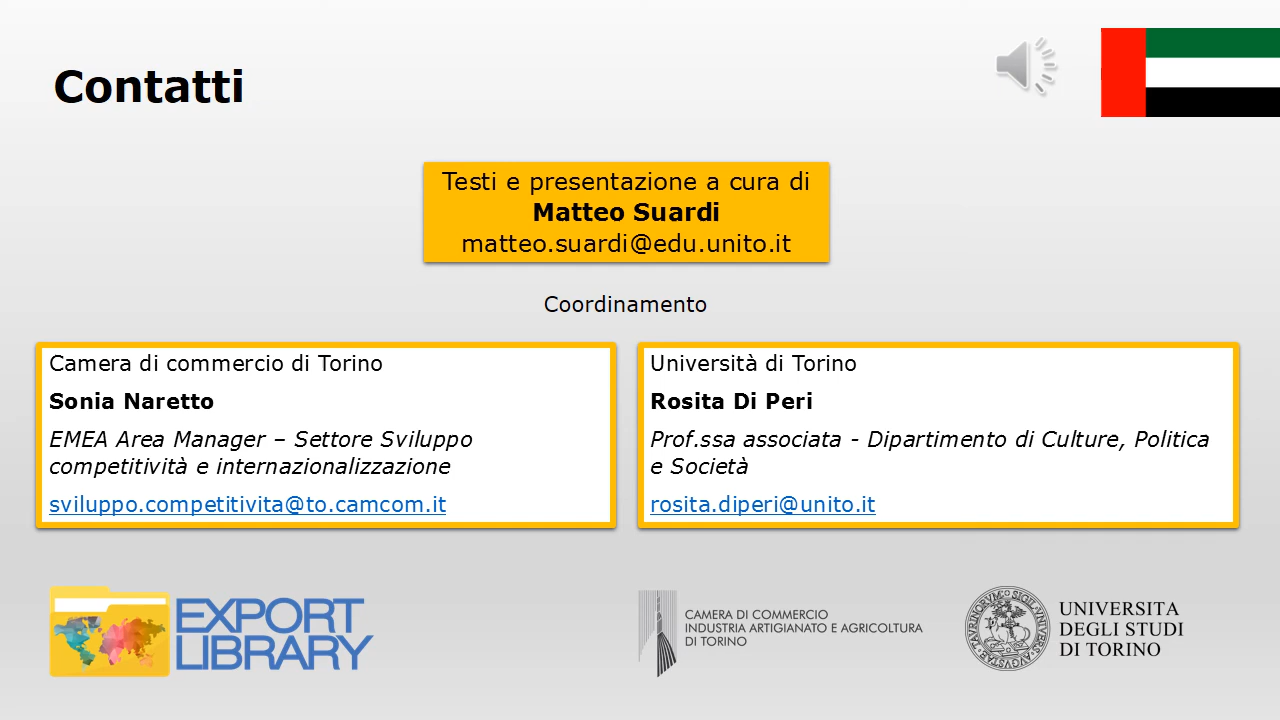 Contatti
Testi e presentazione a cura di
Matteo Suardi
matteo.suardi@edu.unito.it
Coordinamento
Camera di commercio di Torino
Sonia Naretto
EMEA Area Manager – Settore Sviluppo
competitività e internazionalizzazione
sviluppo.competitivita@to.camcom.it
Università di Torino
Rosita Di Peri
Prof.ssa associata - Dipartimento di Culture, Politica
e Società
rosita.diperi@unito.it
EXPORT
LIBRARY
CAMERA DI COMMERCIO
INDUSTRIA ARTIGIANATO E AGRICOLTURA
DI TORINO
UNIVERSITA
DEGLI STUDI
DI TORINO